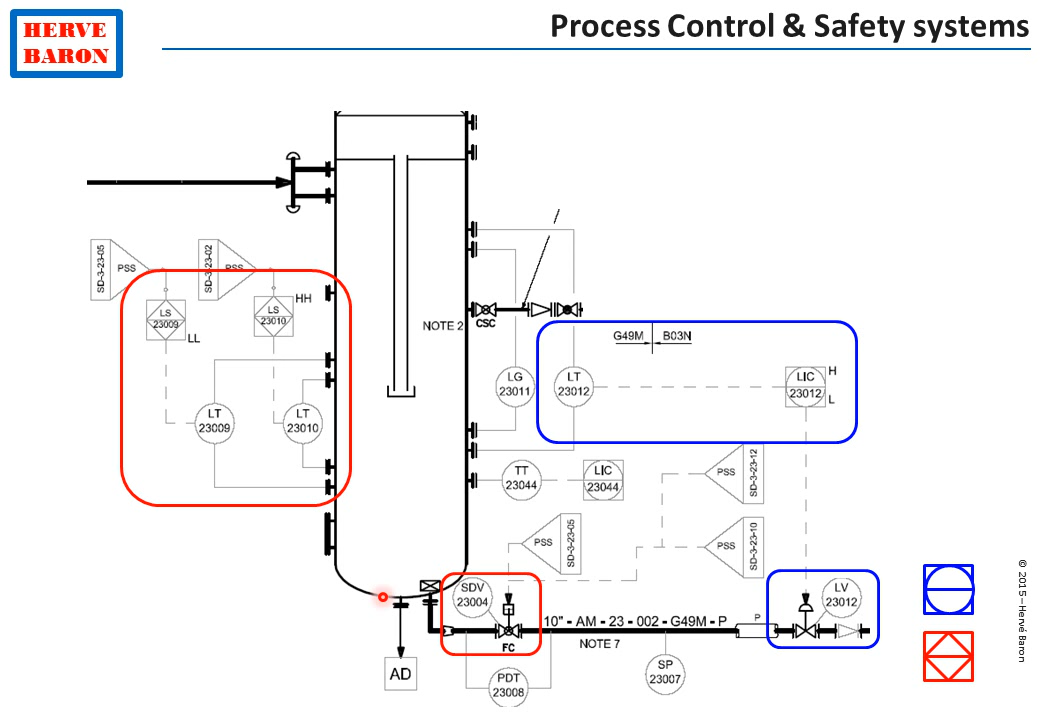 HERVE
BARON
Process Control & Safety systems
SD-3-23-05
PSS
SD-3-23-02
PSS
LS
23009
LL
LS
23010
HH
LT
23009
LT
23010
NOTE 2
CSC
G49M
B03N
LG
23011
LT
23012
LIC
23012
H
L
TT
23044
LIC
23044
PSS
SD-3-23-12
PSS
SD-3-23-05
PSS
SD-3-23-10
SDV
23004
FC
10" - AM - 23 - 002 - G49M - P
NOTE 7
P
LV
23012
AD
PDT
23008
SP
23007
© 2015 – Hervé Baron